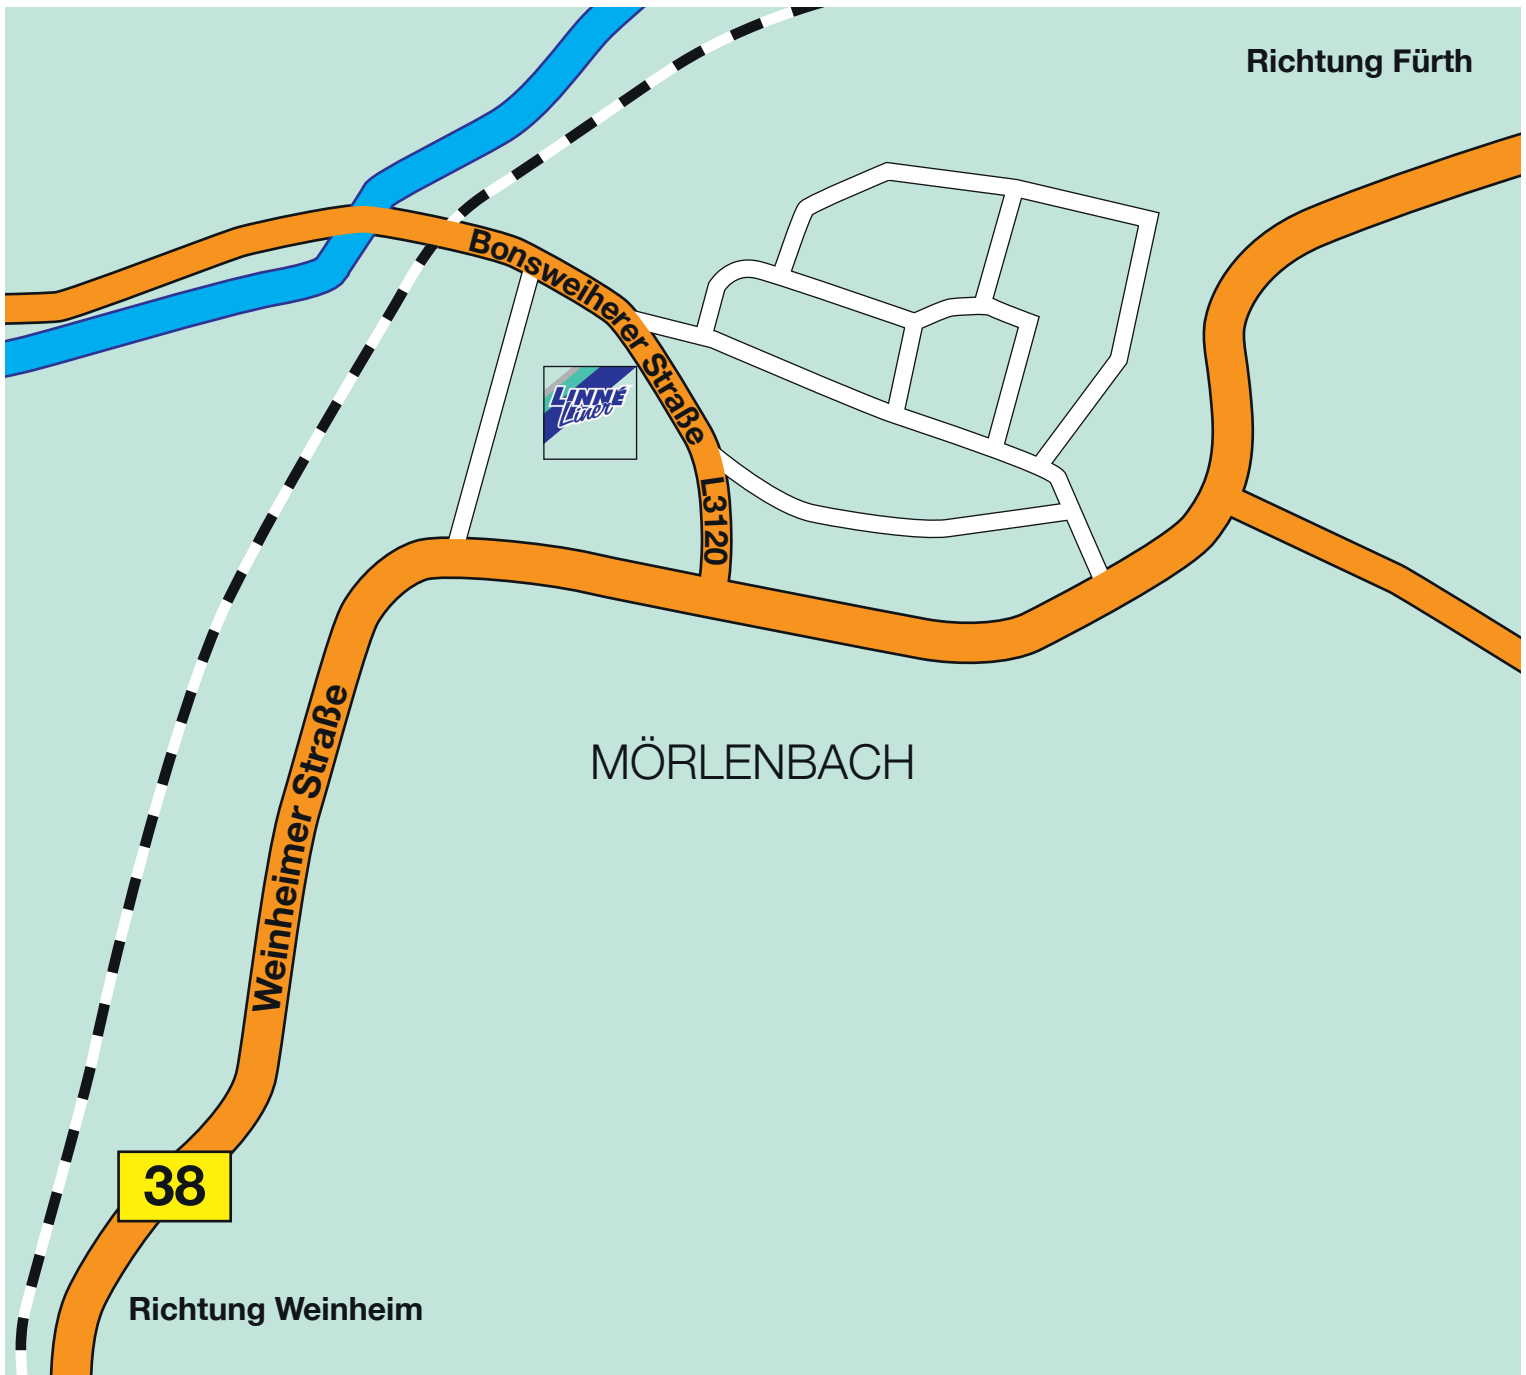 Richtung Fürth
Bonsweiherer Straße
LINNÉ
Liner
L3120
Weinheimer Straße
MÖRLENBACH
38
Richtung Weinheim